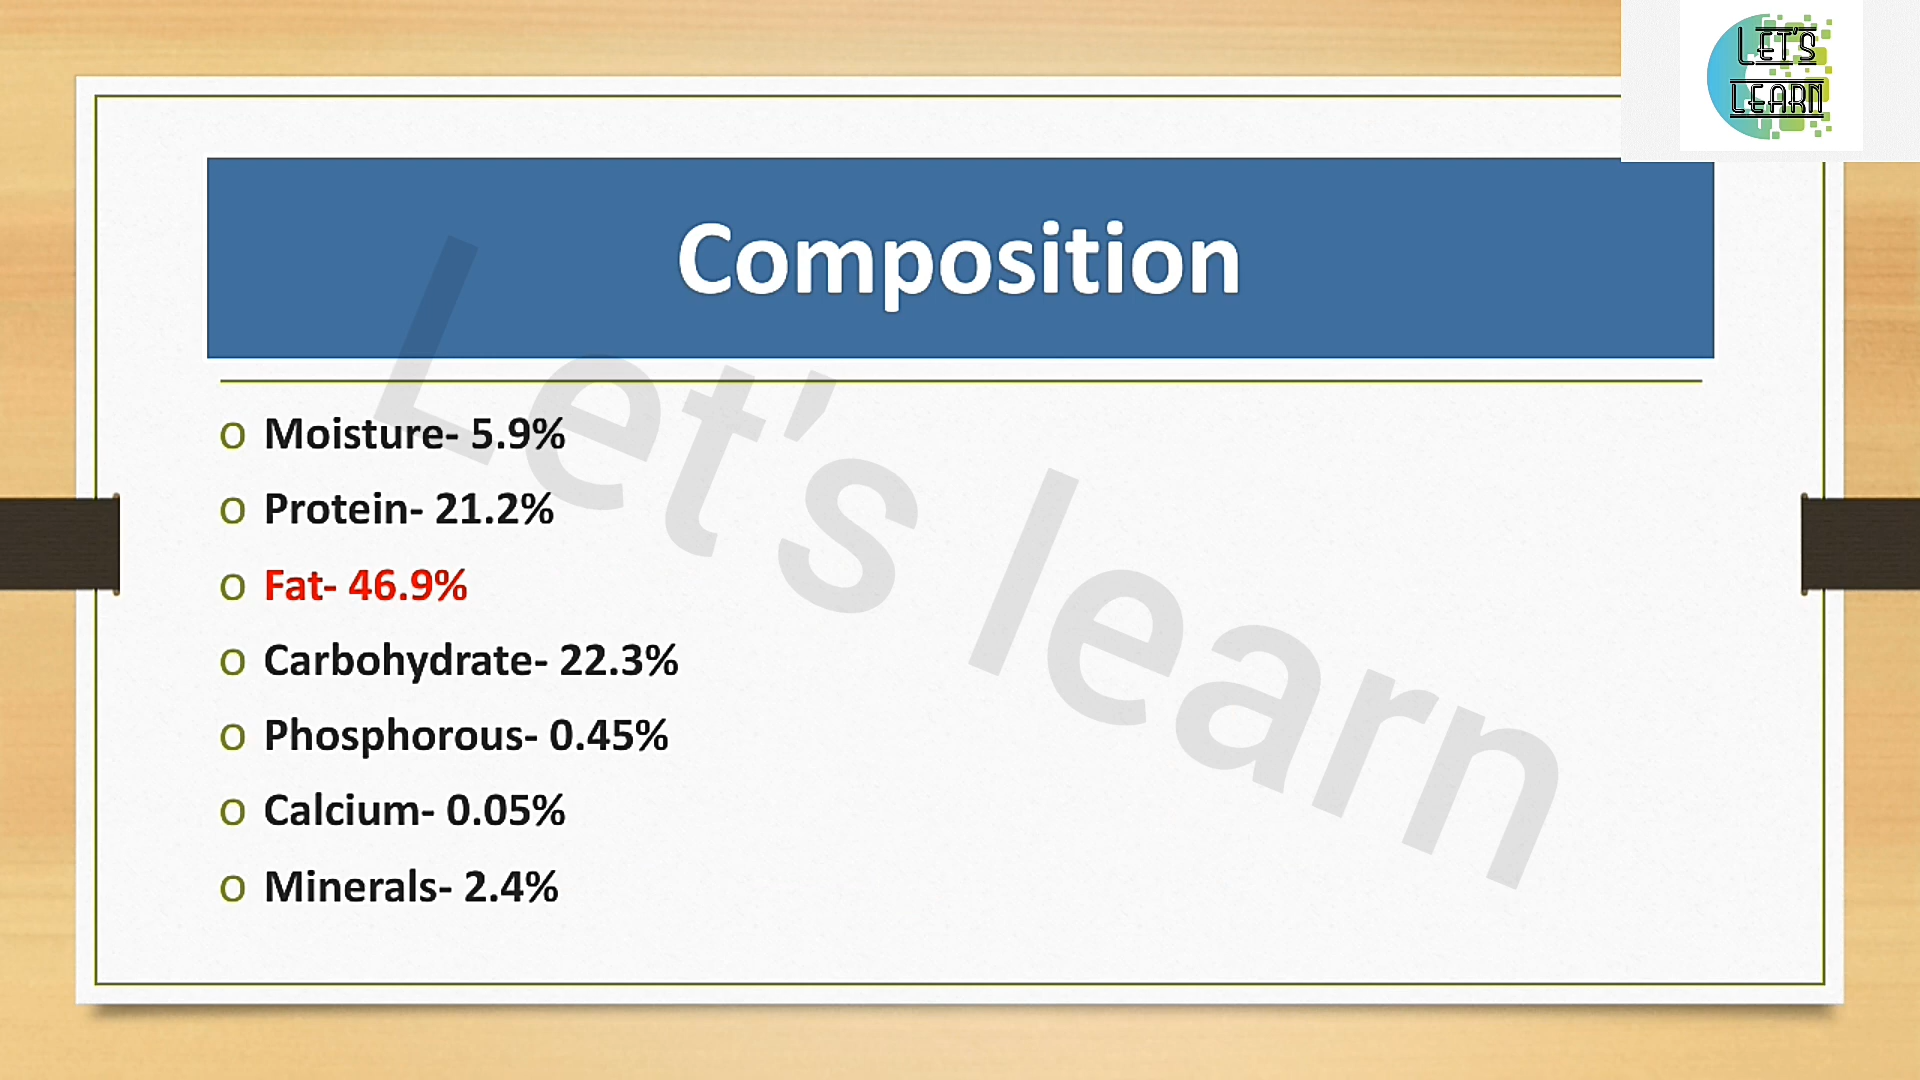 LET'S
LEARN
Composition
o Moisture- 5.9%
o Protein- 21.2%
o Fat- 46.9%
o Carbohydrate- 22.3%
o Phosphorous- 0.45%
o Calcium- 0.05%
o Minerals- 2.4%
Let's learn